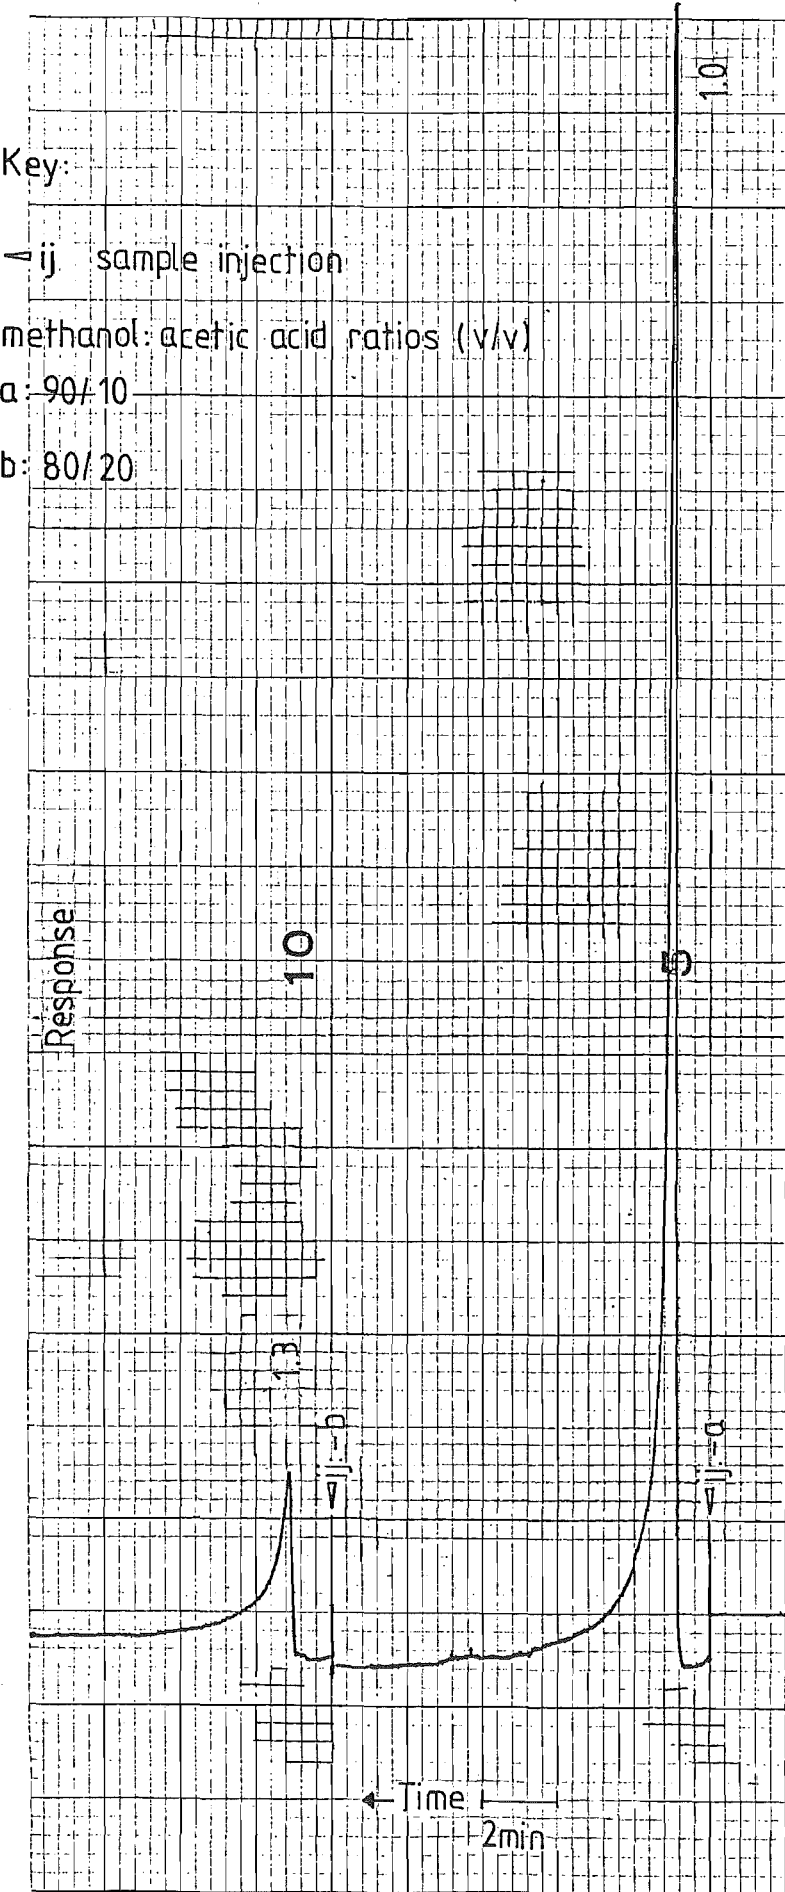 Key:
ij sample injection
methanol: acetic acid ratios (v/v)
a: 90/10
b: 80/20
1.0
Response
10
5
1.3
ij-b
ij-a
Time
2min